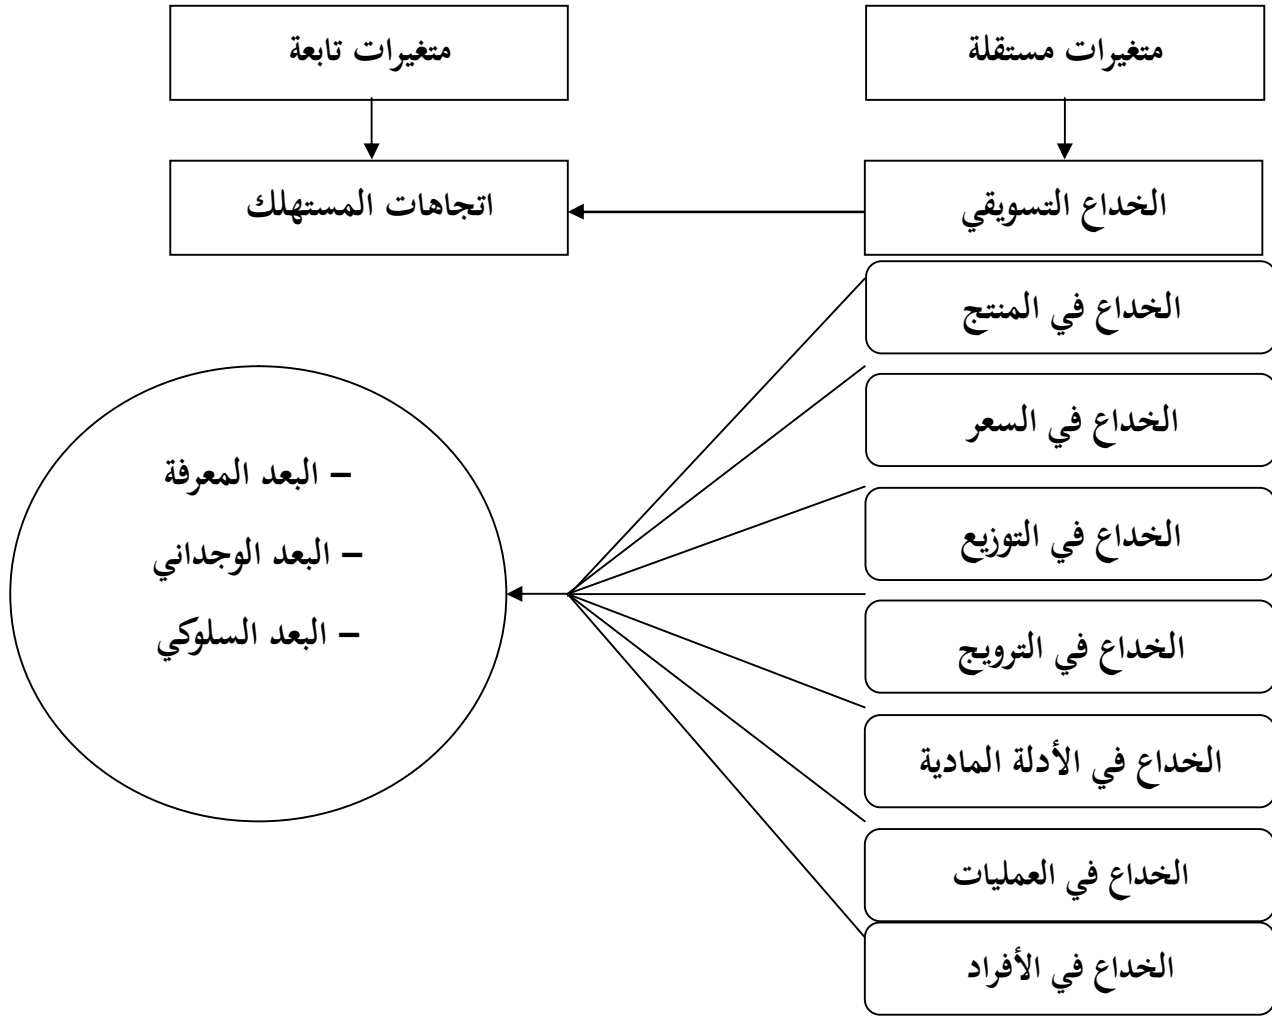 متغيرات مستقلة
متغيرات تابعة
الخداع التسويقي
اتجاهات المستهلك
الخداع في المنتج
الخداع في السعر
الخداع في التوزيع
الخداع في الترويج
الخداع في الأدلة المادية
الخداع في العمليات
الخداع في الأفراد
– البعد المعرفة
– البعد الوجداني
– البعد السلوكي